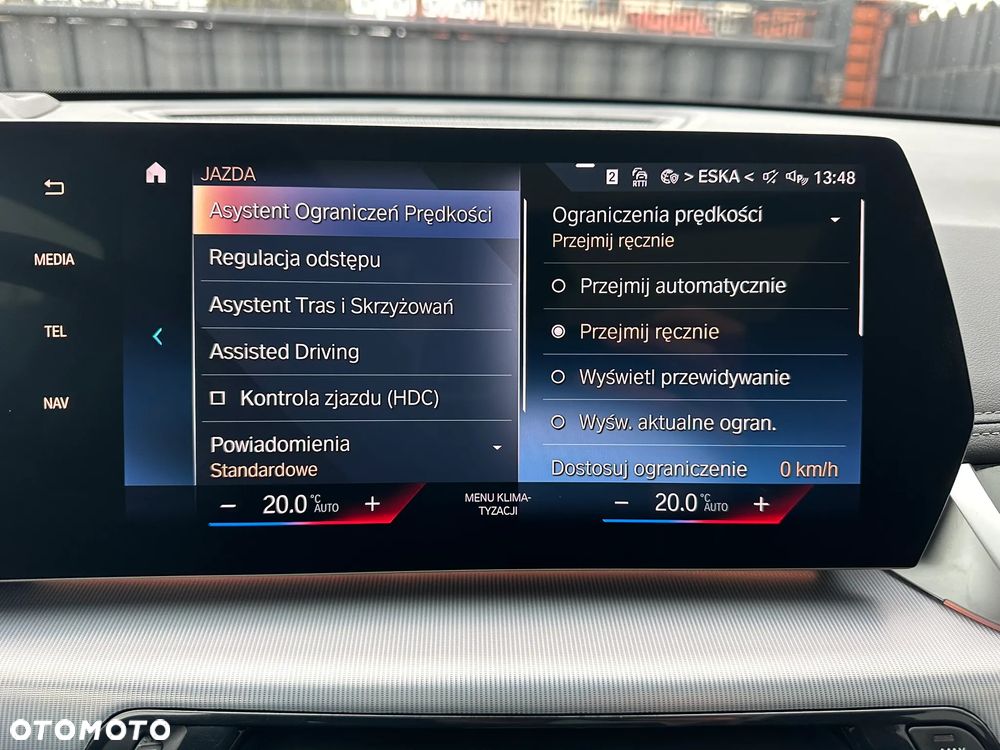 JAZDA
2 RTTI > ESKA < 13:48
MEDIA
TEL
NAV
Asystent Ograniczeń Prędkości
Regulacja odstępu
Asystent Tras i Skrzyżowań
Assisted Driving
Kontrola zjazdu (HDC)
Powiadomienia
Standardowe
Ograniczenia prędkości
Przejmij ręcznie
Przejmij automatycznie
Przejmij ręcznie
Wyświetl przewidywanie
Wyśw. aktualne ogran.
Dostosuj ograniczenie 0 km/h
– 20.0 °C AUTO +
MENU KLIMA-
TYZACJI
– 20.0 °C AUTO +
OTOMOTO